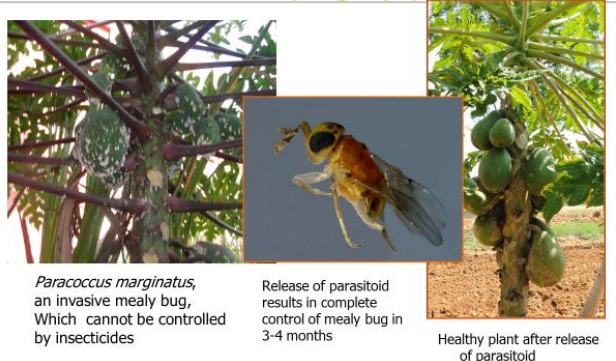 Paracoccus marginatus,
an invasive mealy bug,
Which cannot be controlled
by insecticides
Release of parasitoid
results in complete
control of mealy bug in
3-4 months
Healthy plant after release
of parasitoid